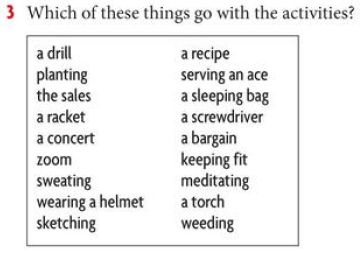 3 Which of these things go with the activities?
a drill
planting
the sales
a racket
a concert
zoom
sweating
wearing a helmet
sketching
a recipe
serving an ace
a sleeping bag
a screwdriver
a bargain
keeping fit
meditating
a torch
weeding